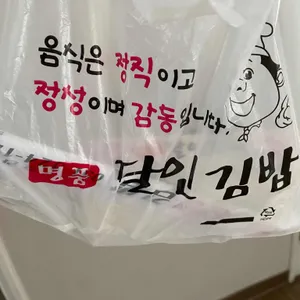 음식은 정직이고
정성이며 감동입니다.
명품 달인김밥